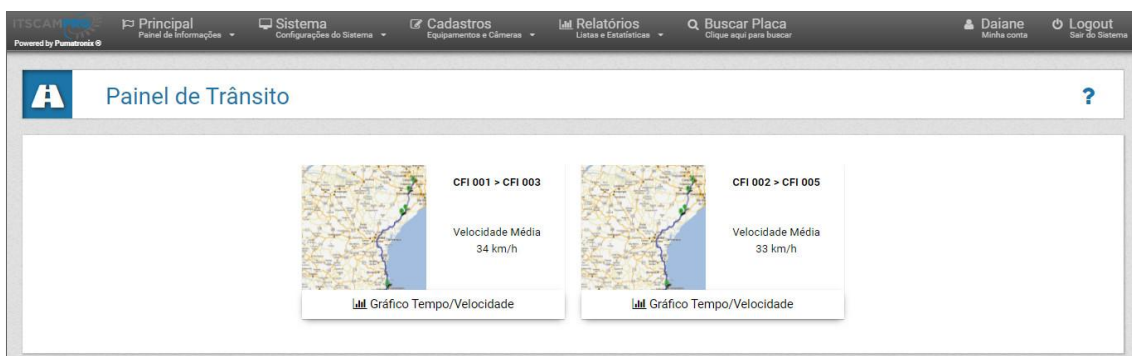 ITSCAMPRO
Powered by Pumatronix ®
Principal
Painel de Informações
Sistema
Configurações do Sistema
Cadastros
Equipamentos e Câmeras
Relatórios
Listas e Estatísticas
Buscar Placa
Clique aqui para buscar
Daiane
Minha conta
Logout
Sair do Sistema
Painel de Trânsito
?
CFI 001 > CFI 003
Velocidade Média
34 km/h
Gráfico Tempo/Velocidade
CFI 002 > CFI 005
Velocidade Média
33 km/h
Gráfico Tempo/Velocidade